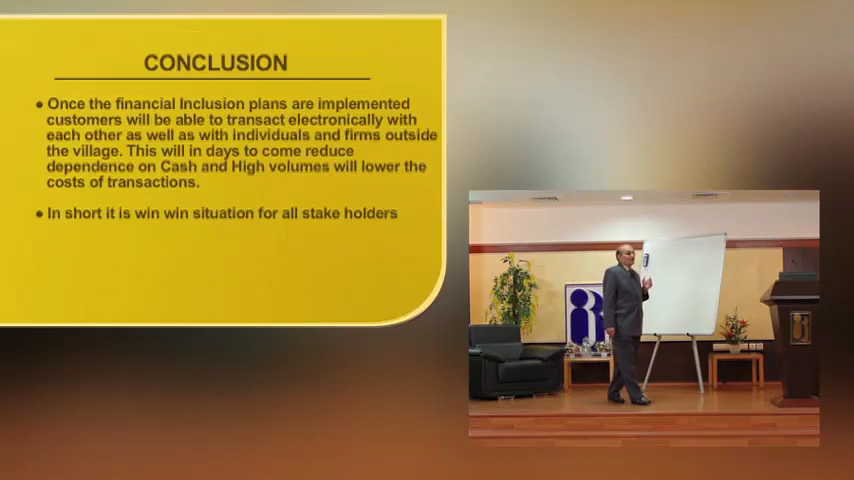 CONCLUSION
• Once the financial Inclusion plans are implemented
customers will be able to transact electronically with
each other as well as with individuals and firms outside
the village. This will in days to come reduce
dependence on Cash and High volumes will lower the
costs of transactions.
• In short it is win win situation for all stake holders